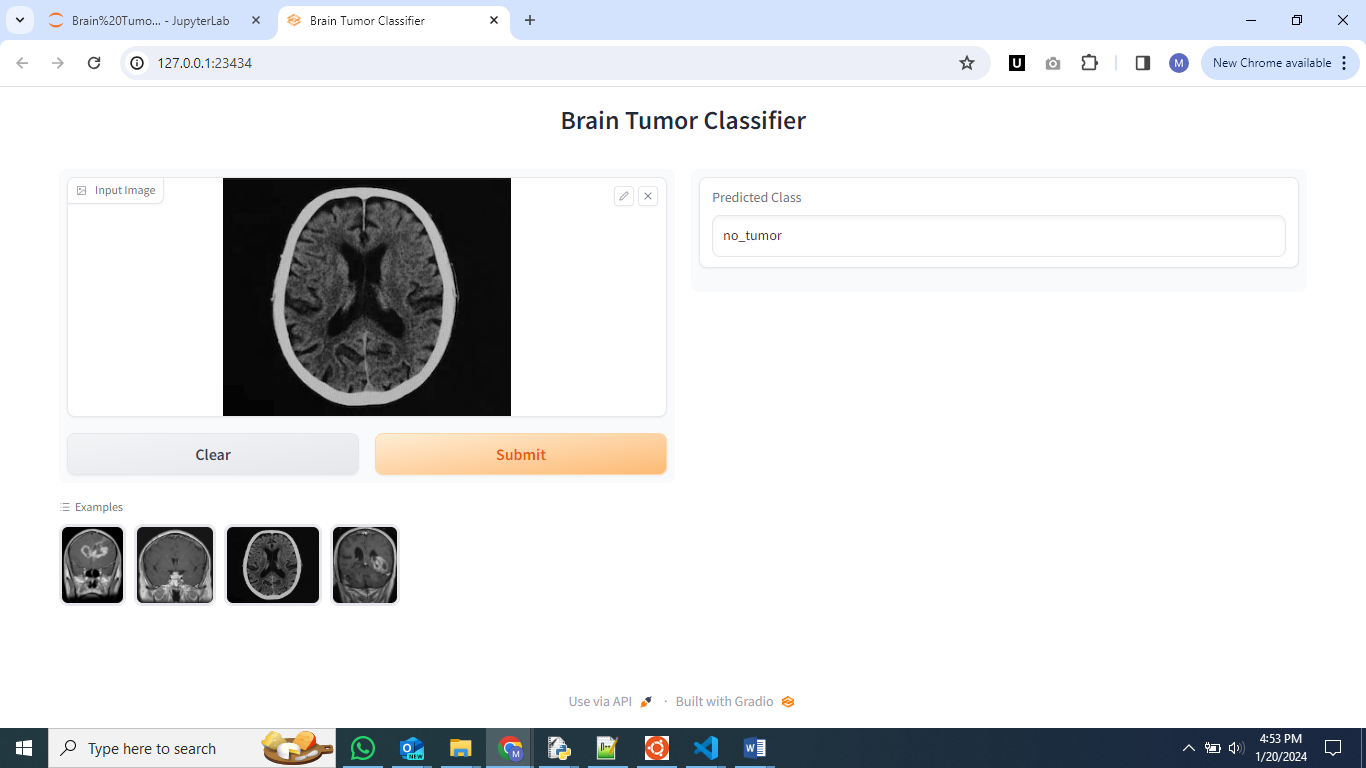 Brain%20Tumo... - JupyterLab
Brain Tumor Classifier
127.0.0.1:23434
U
M
New Chrome available
Brain Tumor Classifier
Input Image
Predicted Class
no_tumor
Clear
Submit
Examples
Use via API
·
Built with Gradio
Type here to search
NEW
M
W
4:53 PM
1/20/2024